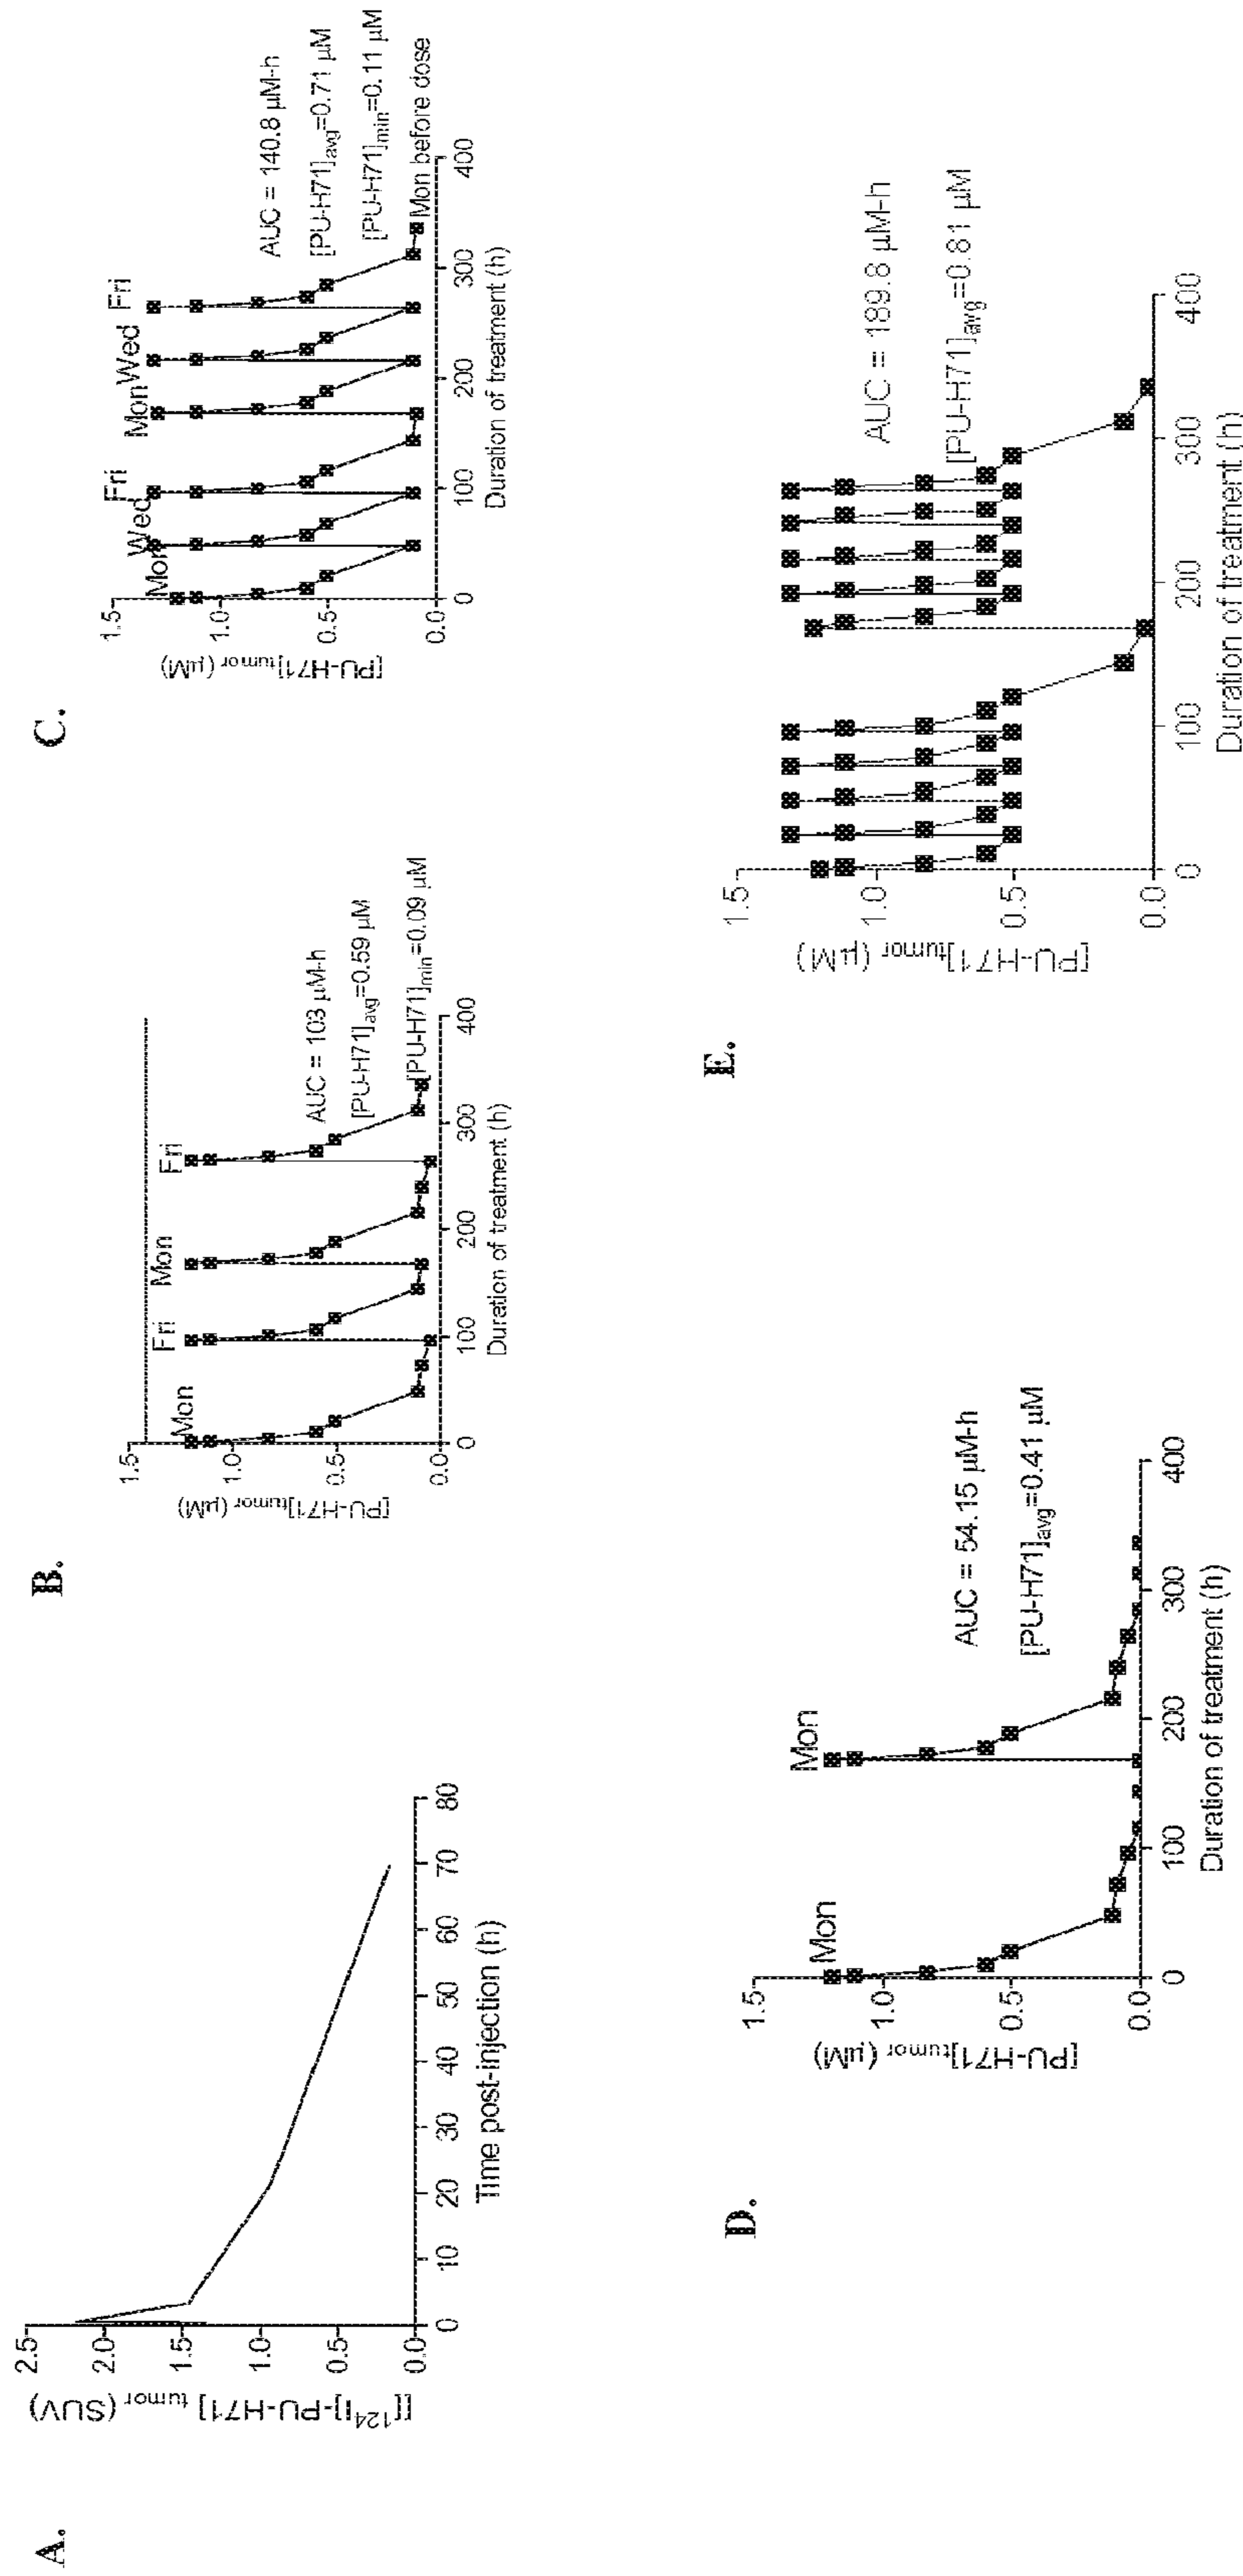 A.
[[124I]-PU-H71] tumor (SUV)
2.5
2.0
1.5
1.0
0.5
0.0
0 10 20 30 40 50 60 70 80
Time post-injection (h)
B.
[PU-H71]tumor (µM)
1.5
1.0
0.5
0.0
Mon Fri Mon Fri
AUC = 103 µM-h
[PU-H71]avg=0.59 µM
[PU-H71]min=0.09 µM
0 100 200 300 400
Duration of treatment (h)
C.
[PU-H71]tumor (µM)
1.5
1.0
0.5
0.0
Mon Wed Fri Mon Wed Fri
AUC = 140.8 µM-h
[PU-H71]avg=0.71 µM
[PU-H71]min=0.11 µM
Mon before dose
0 100 200 300 400
Duration of treatment (h)
D.
[PU-H71]tumor (µM)
1.5
1.0
0.5
0.0
Mon Mon
AUC = 54.15 µM-h
[PU-H71]avg=0.41 µM
0 100 200 300 400
Duration of treatment (h)
E.
[PU-H71]tumor (µM)
1.5
1.0
0.5
0.0
AUC = 189.8 µM-h
[PU-H71]avg=0.81 µM
0 100 200 300 400
Duration of treatment (h)